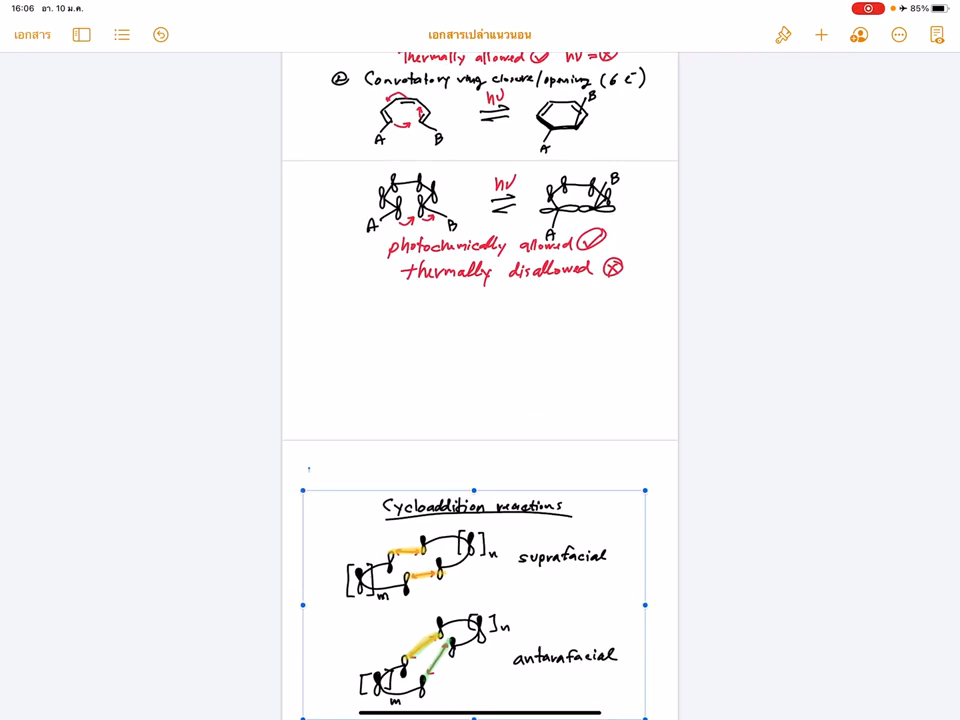 16:06 อา. 10 ม.ค. 85%
เอกสาร เอกสารเปล่าแนวนอน
thermally allowed hν =
② Conrotatory ring closure/opening (6 e⁻)
hν
B
A B
A
hν
B
A B
A
photochemically allowed
thermally disallowed
Cycloaddition reactions
[ ]n
suprafacial
[ ]m
[ ]n
antarafacial
[ ]m